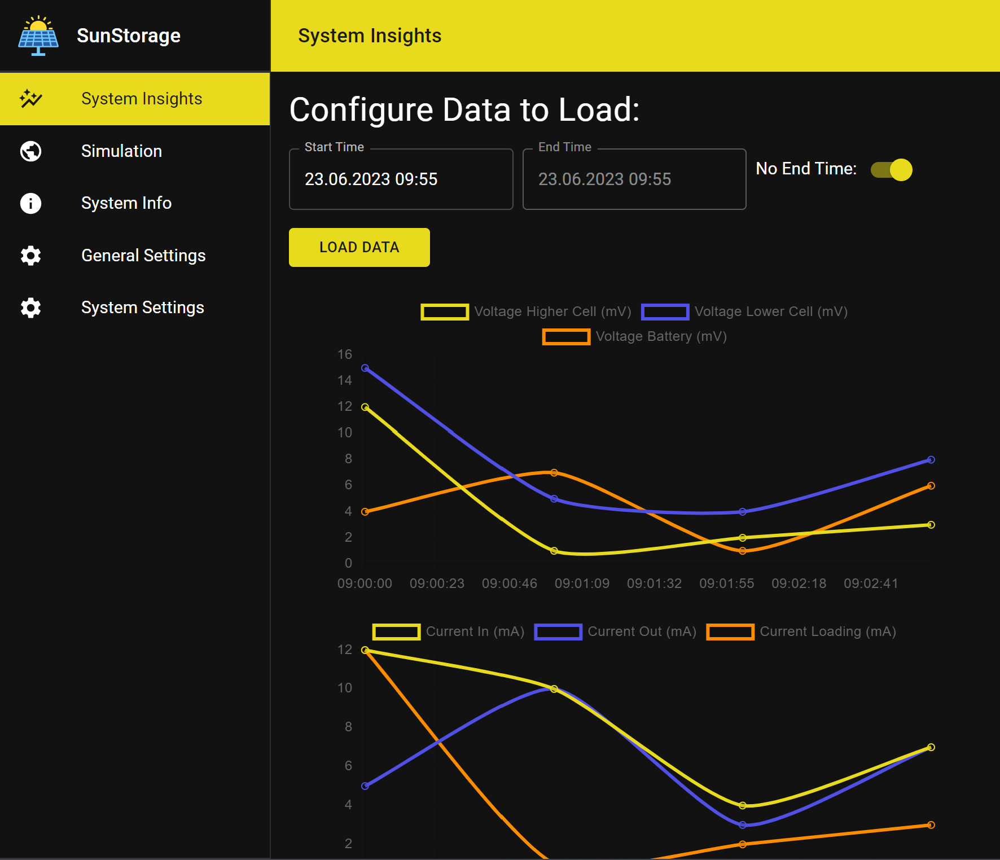 SunStorage
System Insights
System Insights
Simulation
System Info
General Settings
System Settings
Configure Data to Load:
Start Time
23.06.2023 09:55
End Time
23.06.2023 09:55
No End Time:
LOAD DATA
Voltage Higher Cell (mV) Voltage Lower Cell (mV)
Voltage Battery (mV)
16
14
12
10
8
6
4
2
0
09:00:00 09:00:23 09:00:46 09:01:09 09:01:32 09:01:55 09:02:18 09:02:41
Current In (mA) Current Out (mA) Current Loading (mA)
12
10
8
6
4
2